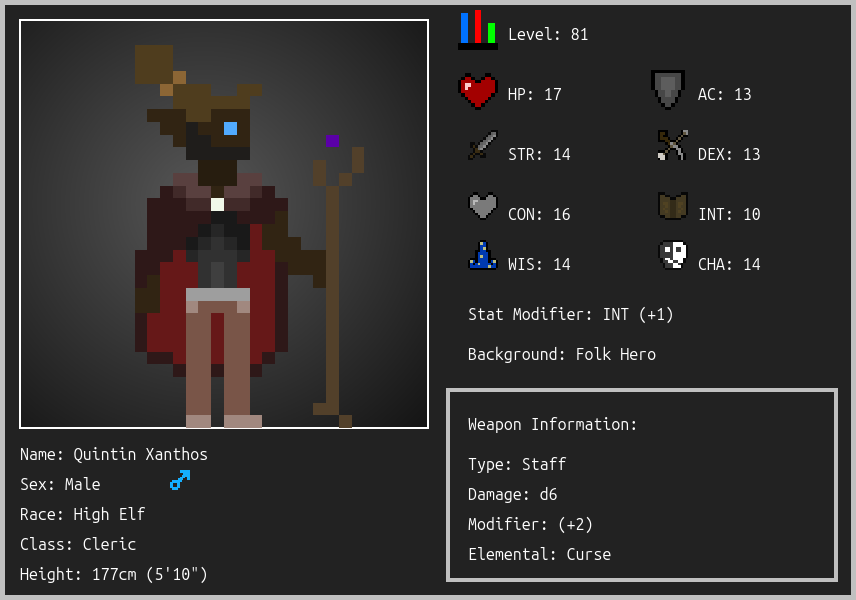 Level: 81
HP: 17
AC: 13
STR: 14
DEX: 13
CON: 16
INT: 10
WIS: 14
CHA: 14
Stat Modifier: INT (+1)
Background: Folk Hero
Weapon Information:
Type: Staff
Damage: d6
Modifier: (+2)
Elemental: Curse
Name: Quintin Xanthos
Sex: Male
Race: High Elf
Class: Cleric
Height: 177cm (5'10")